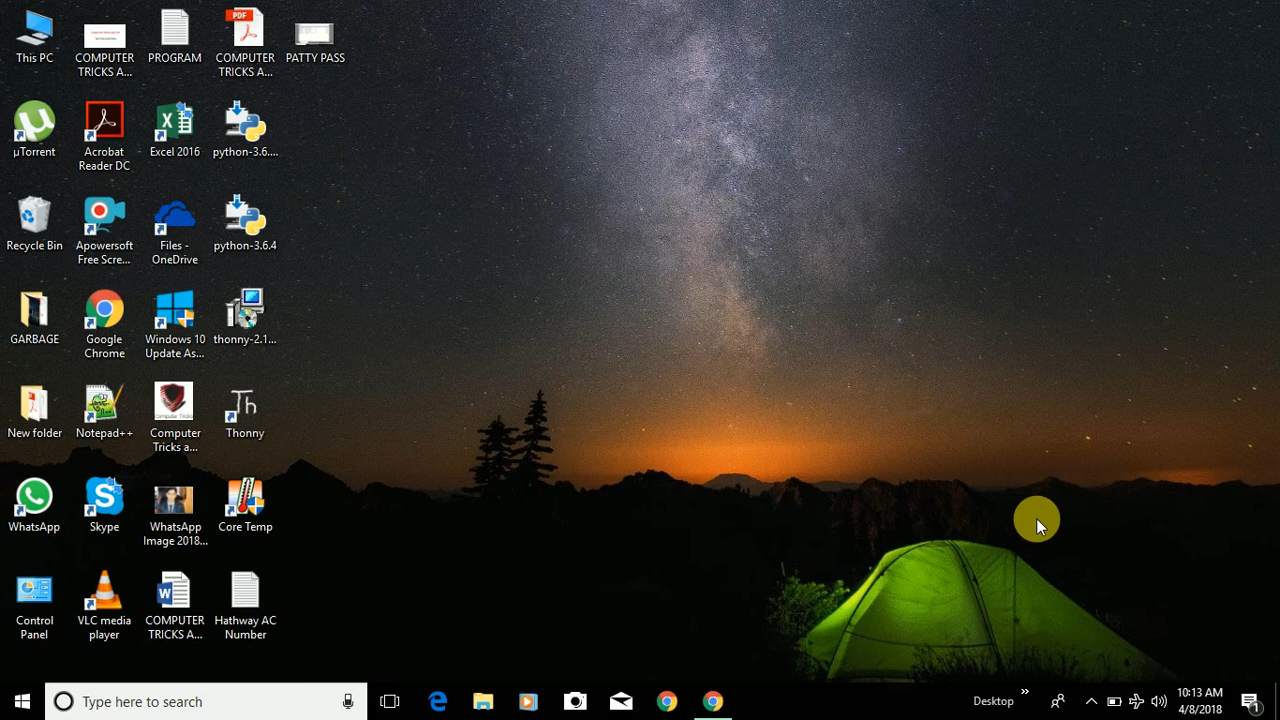 This PC
COMPUTER
TRICKS A...
PROGRAM
PDF
COMPUTER
TRICKS A...
PATTY PASS
µTorrent
Acrobat
Reader DC
Excel 2016
python-3.6....
Recycle Bin
Apowersoft
Free Scre...
Files -
OneDrive
python-3.6.4
GARBAGE
Google
Chrome
Windows 10
Update As...
thonny-2.1...
New folder
Notepad++
Computer Tricks
Computer
Tricks a...
Th
Thonny
WhatsApp
Skype
WhatsApp
Image 2018...
Core Temp
Control
Panel
VLC media
player
COMPUTER
TRICKS A...
Hathway AC
Number
Type here to search
Desktop
:13 AM
4/8/2018
1